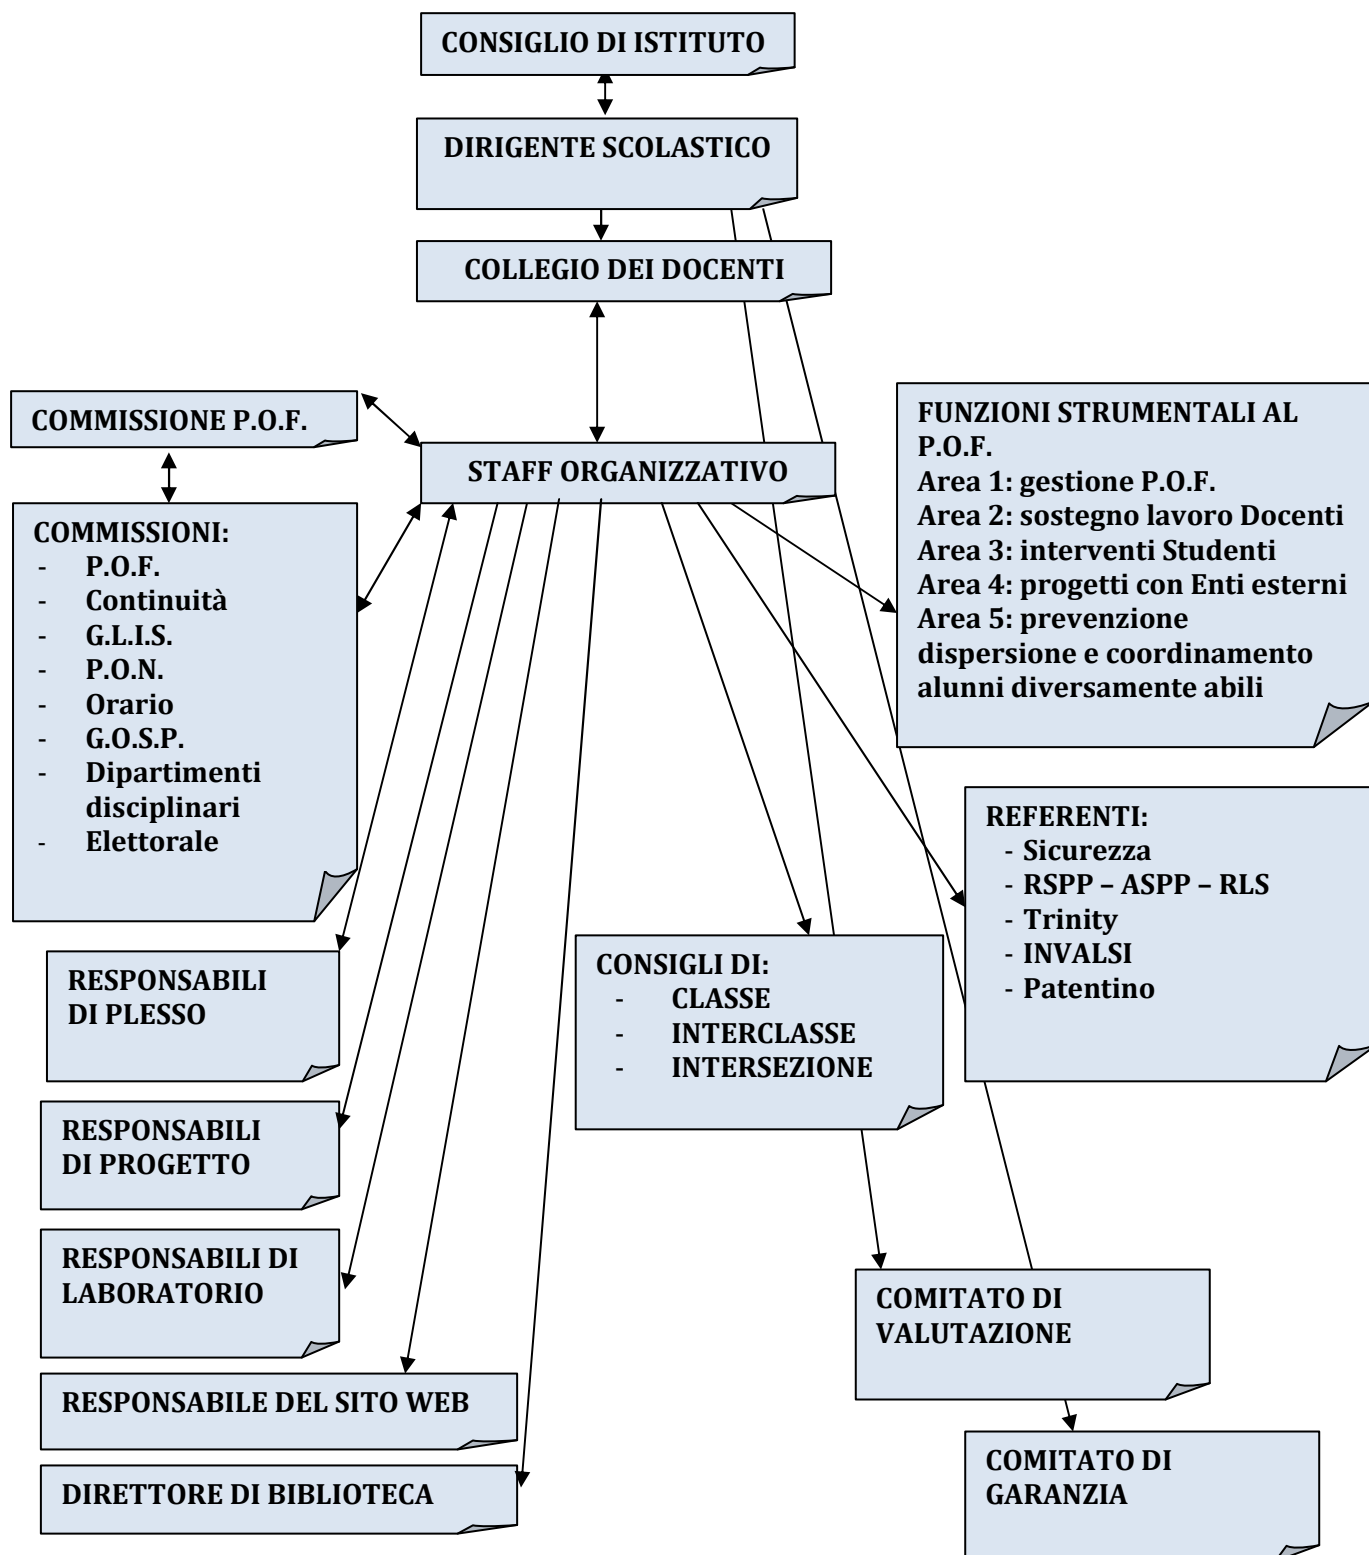 CONSIGLIO DI ISTITUTO
DIRIGENTE SCOLASTICO
COLLEGIO DEI DOCENTI
COMMISSIONE P.O.F.
STAFF ORGANIZZATIVO
FUNZIONI STRUMENTALI AL
P.O.F.
Area 1: gestione P.O.F.
Area 2: sostegno lavoro Docenti
Area 3: interventi Studenti
Area 4: progetti con Enti esterni
Area 5: prevenzione
dispersione e coordinamento
alunni diversamente abili
COMMISSIONI:
- P.O.F.
- Continuità
- G.L.I.S.
- P.O.N.
- Orario
- G.O.S.P.
- Dipartimenti
disciplinari
- Elettorale
REFERENTI:
- Sicurezza
- RSPP – ASPP – RLS
- Trinity
- INVALSI
- Patentino
CONSIGLI DI:
- CLASSE
- INTERCLASSE
- INTERSEZIONE
RESPONSABILI
DI PLESSO
RESPONSABILI
DI PROGETTO
RESPONSABILI DI
LABORATORIO
RESPONSABILE DEL SITO WEB
DIRETTORE DI BIBLIOTECA
COMITATO DI
VALUTAZIONE
COMITATO DI
GARANZIA